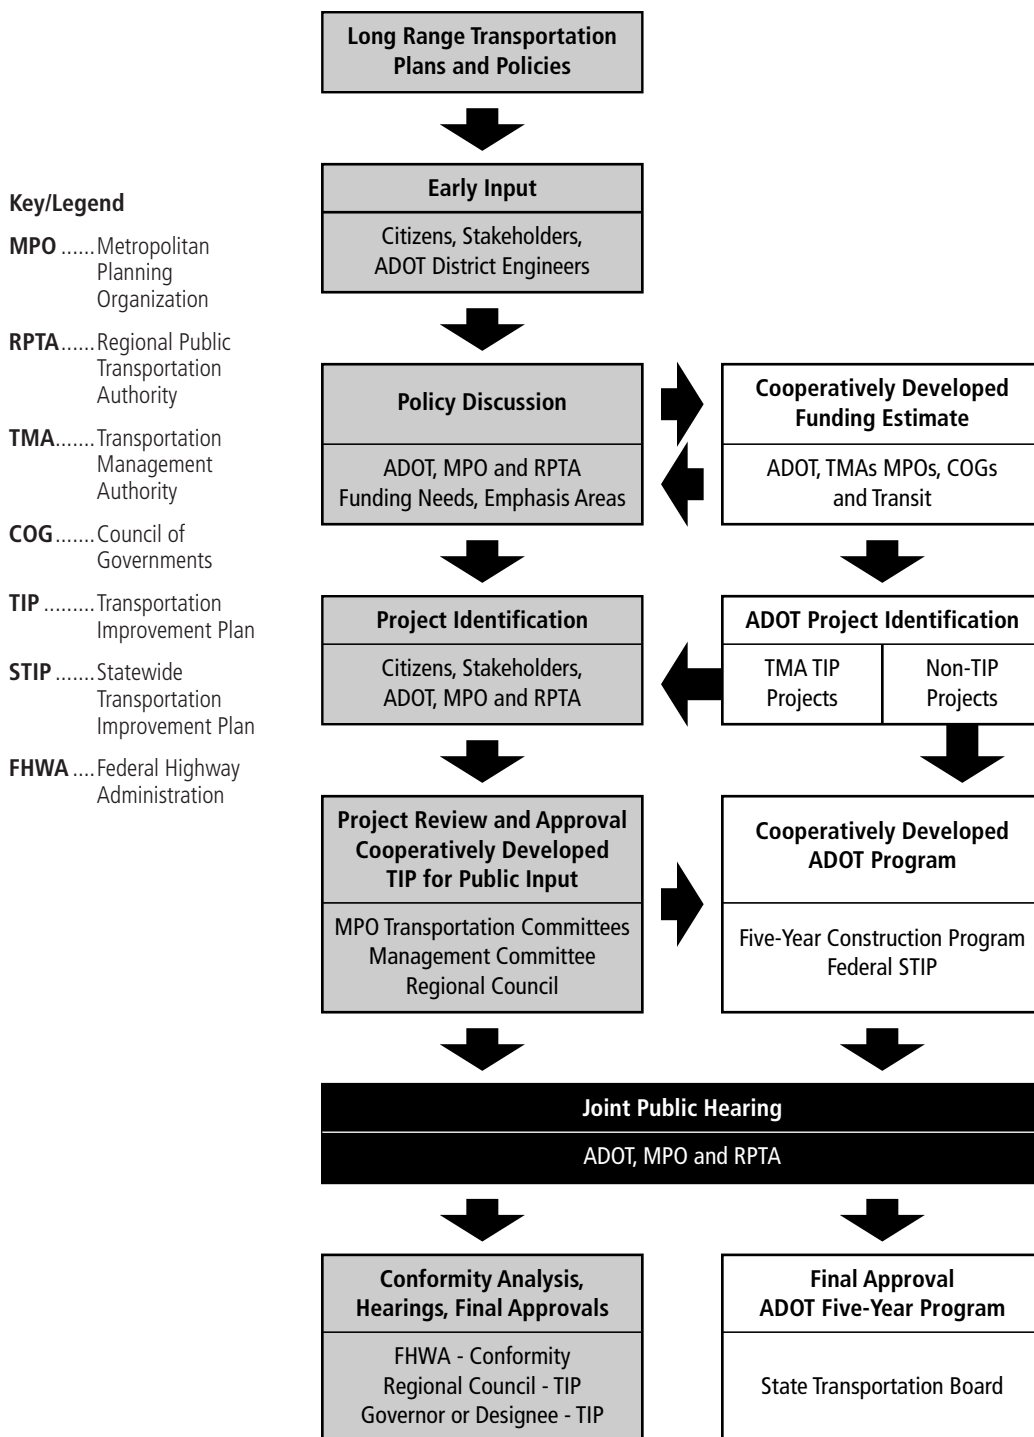 Long Range Transportation
Plans and Policies
Key/Legend
MPO ......Metropolitan
Planning
Organization
RPTA......Regional Public
Transportation
Authority
TMA.......Transportation
Management
Authority
COG.......Council of
Governments
TIP .........Transportation
Improvement Plan
STIP .......Statewide
Transportation
Improvement Plan
FHWA ....Federal Highway
Administration
Early Input
Citizens, Stakeholders,
ADOT District Engineers
Policy Discussion
ADOT, MPO and RPTA
Funding Needs, Emphasis Areas
Cooperatively Developed
Funding Estimate
ADOT, TMAs MPOs, COGs
and Transit
Project Identification
Citizens, Stakeholders,
ADOT, MPO and RPTA
ADOT Project Identification
TMA TIP
Projects
Non-TIP
Projects
Project Review and Approval
Cooperatively Developed
TIP for Public Input
MPO Transportation Committees
Management Committee
Regional Council
Cooperatively Developed
ADOT Program
Five-Year Construction Program
Federal STIP
Joint Public Hearing
ADOT, MPO and RPTA
Conformity Analysis,
Hearings, Final Approvals
FHWA - Conformity
Regional Council - TIP
Governor or Designee - TIP
Final Approval
ADOT Five-Year Program
State Transportation Board